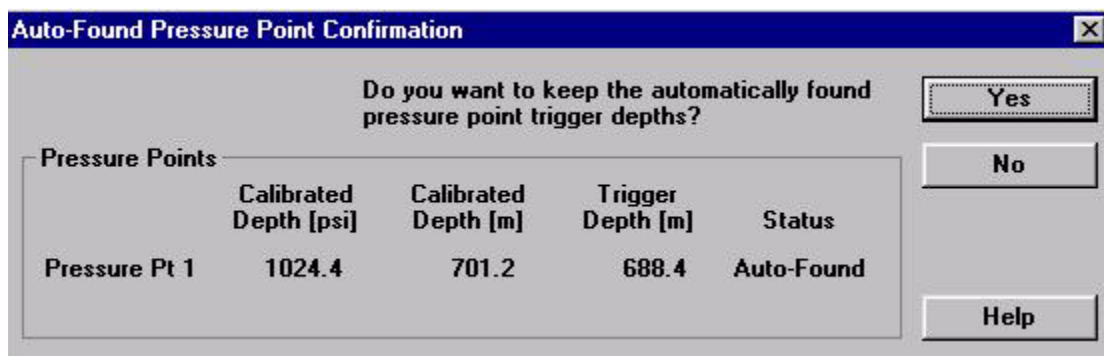 Auto-Found Pressure Point Confirmation
Do you want to keep the automatically found
pressure point trigger depths?
Yes
No
Pressure Points
Calibrated Depth [psi] Calibrated Depth [m] Trigger Depth [m] Status
Pressure Pt 1 1024.4 701.2 688.4 Auto-Found
Help